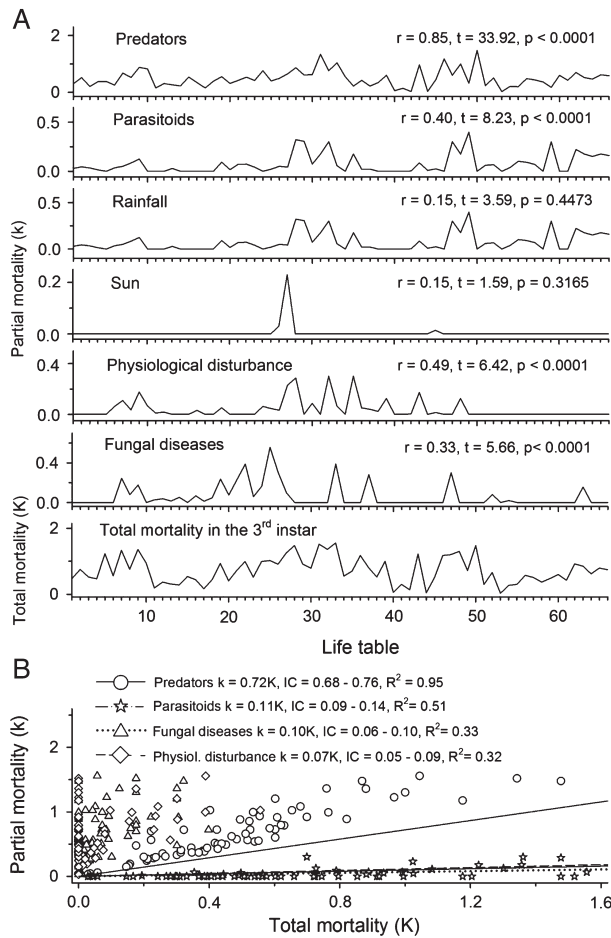 A
Predators
r = 0.85, t = 33.92, p < 0.0001
2
0
Parasitoids
r = 0.40, t = 8.23, p < 0.0001
0.5
0.0
Rainfall
r = 0.15, t = 3.59, p = 0.4473
0.5
0.0
Sun
r = 0.15, t = 1.59, p = 0.3165
0.2
0.0
Physiological disturbance
r = 0.49, t = 6.42, p < 0.0001
0.4
0.0
Fungal diseases
r = 0.33, t = 5.66, p< 0.0001
0.4
0.0
Total mortality in the 3rd instar
2
0
Partial mortality (k)
Total mortality (K)
10 20 30 40 50 60
Life table
B
Predators k = 0.72K, IC = 0.68 - 0.76, R2 = 0.95
Parasitoids k = 0.11K, IC = 0.09 - 0.14, R2 = 0.51
Fungal diseases k = 0.10K, IC = 0.06 - 0.10, R2 = 0.33
Physiol. disturbance k = 0.07K, IC = 0.05 - 0.09, R2= 0.32
Partial mortality (k)
2
1
0
0.0 0.4 0.8 1.2 1.6
Total mortality (K)